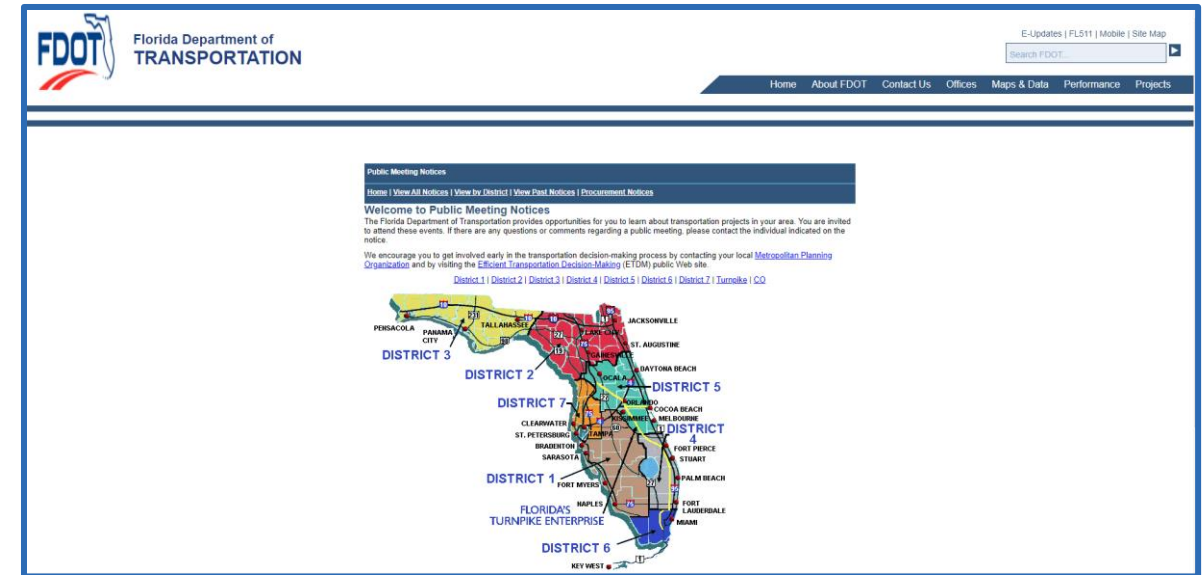 FDOT
Florida Department of
TRANSPORTATION
E-Updates | FL511 | Mobile | Site Map
Search FDOT...
Home About FDOT Contact Us Offices Maps & Data Performance Projects
Public Meeting Notices
Home | View All Notices | View by District | View Past Notices | Procurement Notices
Welcome to Public Meeting Notices
The Florida Department of Transportation provides opportunities for you to learn about transportation projects in your area. You are invited
to attend these events. If there are any questions or comments regarding a public meeting, please contact the individual indicated on the
notice.
We encourage you to get involved early in the transportation decision-making process by contacting your local Metropolitan Planning
Organization and by visiting the Efficient Transportation Decision-Making (ETDM) public Web site.
District 1 | District 2 | District 3 | District 4 | District 5 | District 6 | District 7 | Turnpike | CO
10
PENSACOLA
PANAMA
CITY
TALLAHASSEE
10
JACKSONVILLE
LAKE CITY
ST. AUGUSTINE
GAINESVILLE
DISTRICT 3
DISTRICT 2
DAYTONA BEACH
OCALA
DISTRICT 5
DISTRICT 7
ORLANDO
COCOA BEACH
KISSIMMEE
MELBOURNE
CLEARWATER
DISTRICT
4
ST. PETERSBURG
TAMPA
BRADENTON
FORT PIERCE
SARASOTA
STUART
DISTRICT 1
FORT MYERS
27
PALM BEACH
95
NAPLES
75
FORT
LAUDERDALE
FLORIDA'S
TURNPIKE ENTERPRISE
MIAMI
DISTRICT 6
1
KEY WEST